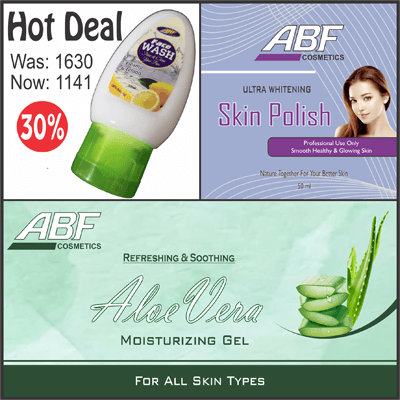 Hot Deal
Was: 1630
Now: 1141
30%
Face
WASH
ABF
COSMETICS
ULTRA WHITENING
Skin Polish
Professional Use Only
Smooth Healthy & Glowing Skin
Nature Together For Your Better Skin
50 ml
ABF
COSMETICS
REFRESHING & SOOTHING
Aloe Vera
MOISTURIZING GEL
FOR ALL SKIN TYPES